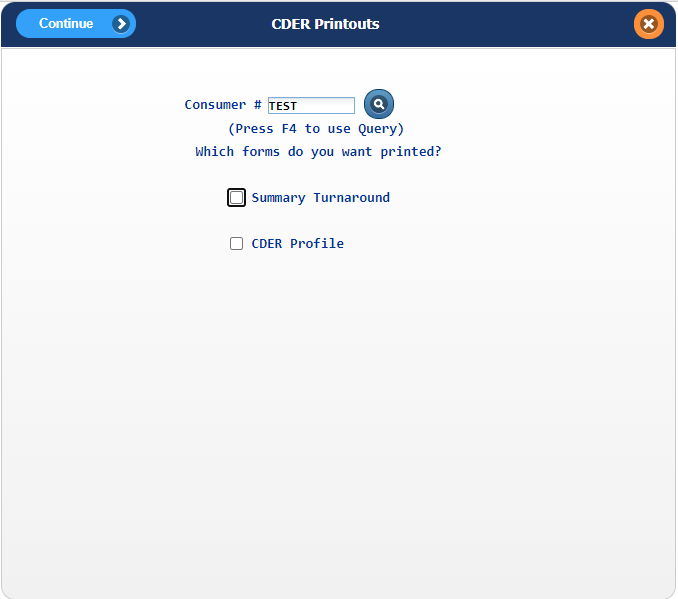 Continue
CDER Printouts
Consumer # TEST
(Press F4 to use Query)
Which forms do you want printed?
Summary Turnaround
CDER Profile